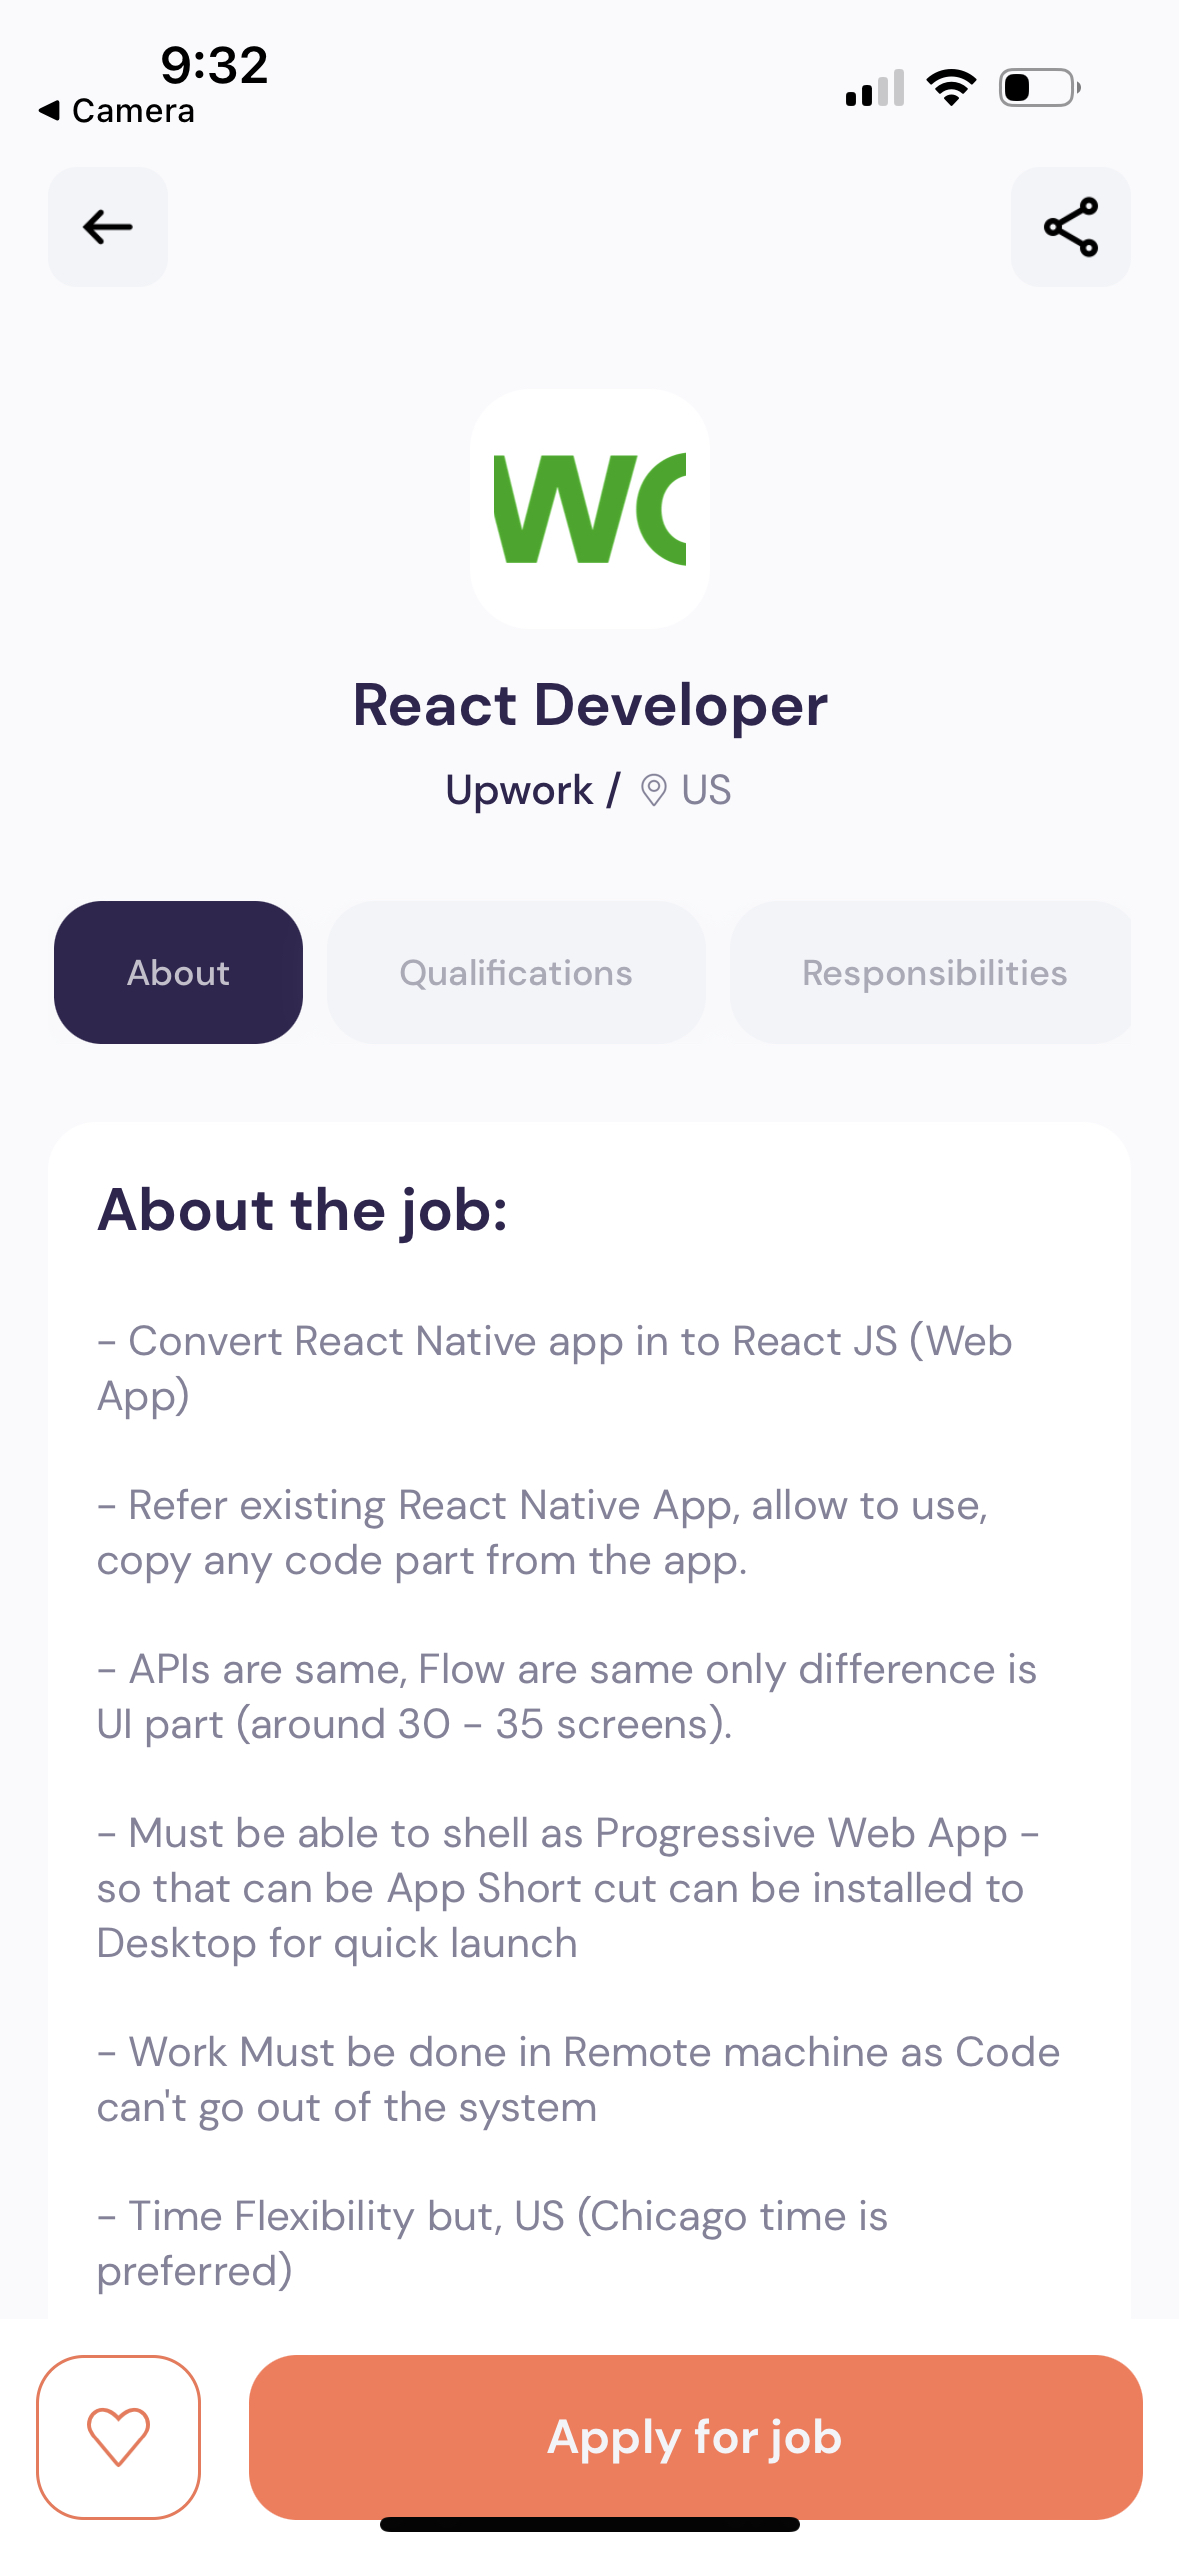 9:32
Camera
React Developer
Upwork / US
About
Qualifications
Responsibilities
About the job:
- Convert React Native app in to React JS (Web
App)
- Refer existing React Native App, allow to use,
copy any code part from the app.
- APIs are same, Flow are same only difference is
UI part (around 30 - 35 screens).
- Must be able to shell as Progressive Web App -
so that can be App Short cut can be installed to
Desktop for quick launch
- Work Must be done in Remote machine as Code
can't go out of the system
- Time Flexibility but, US (Chicago time is
preferred)
Apply for job